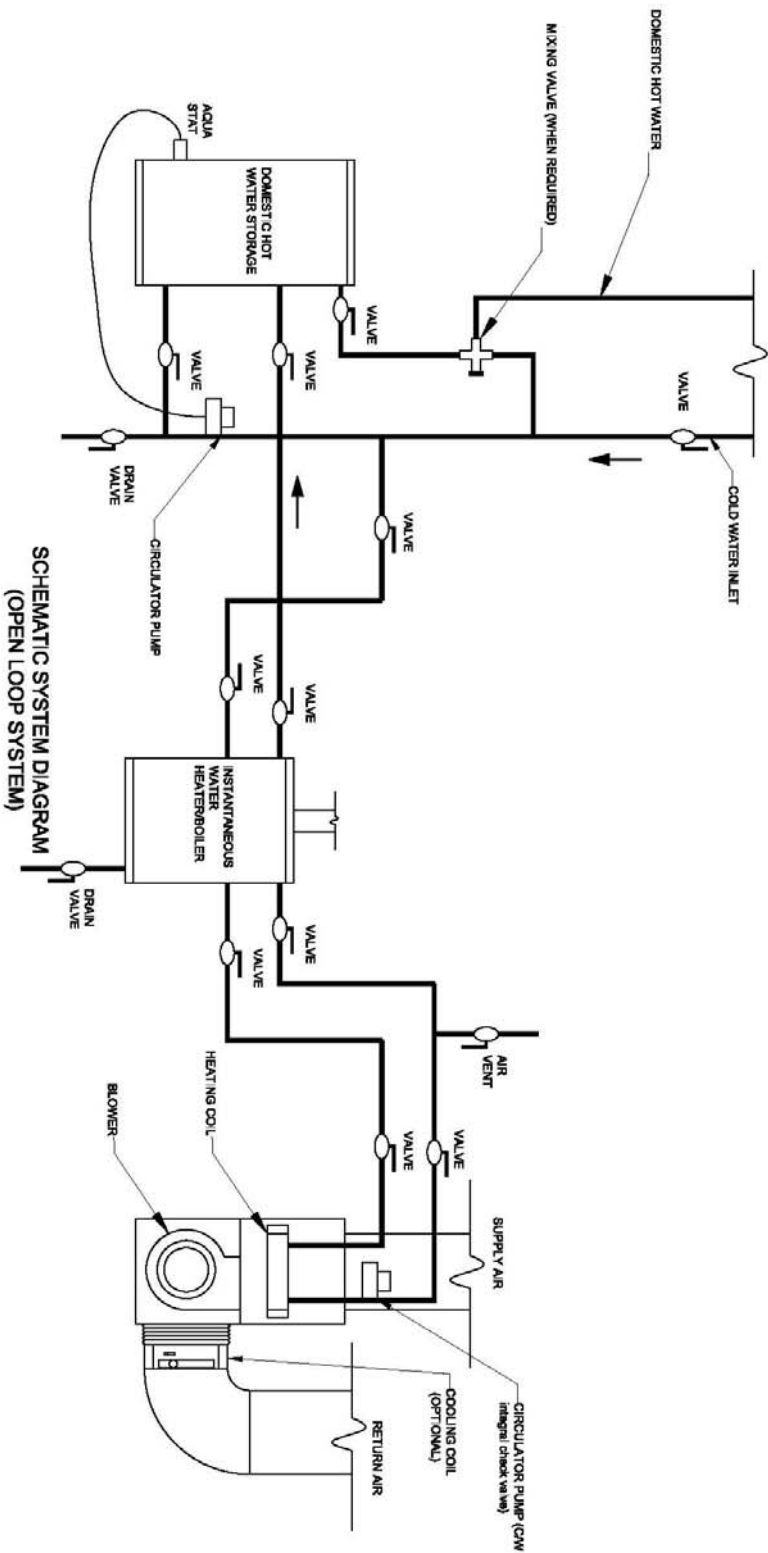 DOMESTIC HOT WATER
MIXING VALVE (WHEN REQUIRED)
VALVE
COLD WATER INLET
AQUA
STAT
DOMESTIC HOT
WATER STORAGE
VALVE
VALVE
VALVE
VALVE
DRAIN
VALVE
CIRCULATOR PUMP
VALVE
VALVE
INSTANTANEOUS
WATER
HEATER/BOILER
DRAIN
VALVE
VALVE
VALVE
AIR
VENT
VALVE
VALVE
HEATING COIL
BLOWER
SUPPLY AIR
CIRCULATOR PUMP (C/W
integral check valve)
COOLING COIL
(OPTIONAL)
RETURN AIR
SCHEMATIC SYSTEM DIAGRAM
(OPEN LOOP SYSTEM)